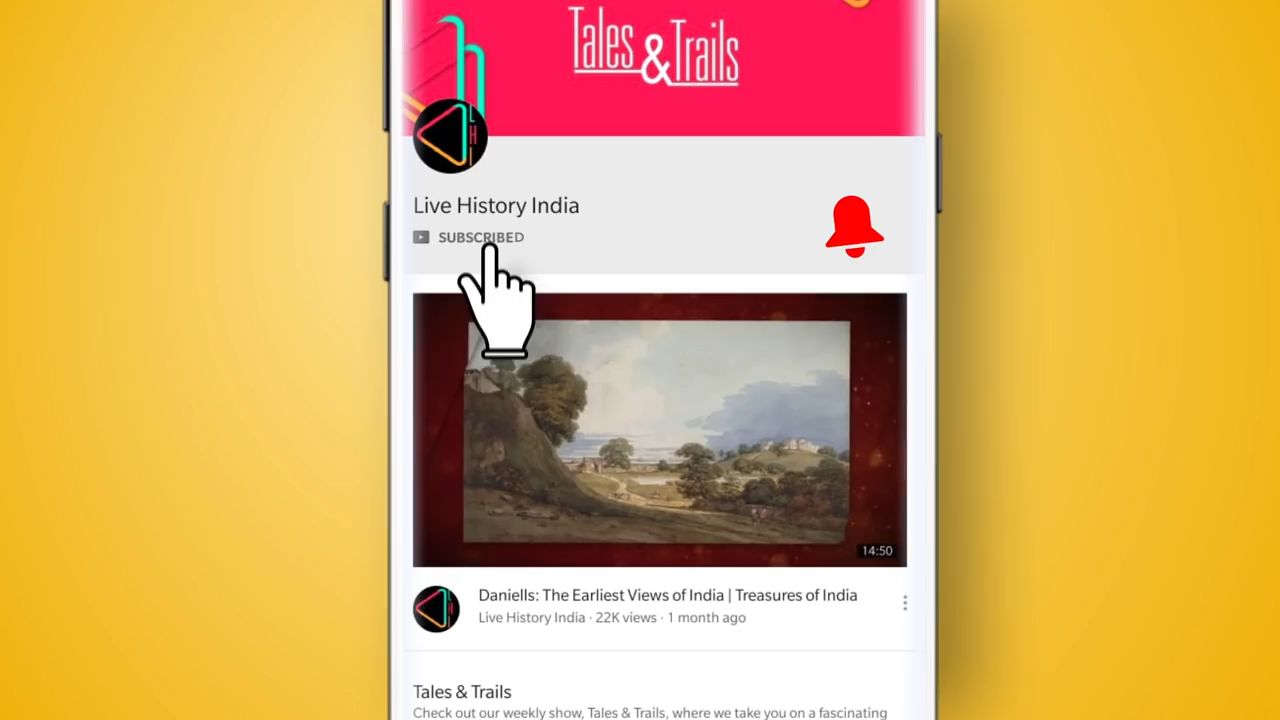 Tales & Trails
LHI
Live History India
SUBSCRIBED
14:50
Daniells: The Earliest Views of India | Treasures of India
LHI
Live History India · 22K views · 1 month ago
Tales & Trails
Check out our weekly show, Tales & Trails, where we take you on a fascinating